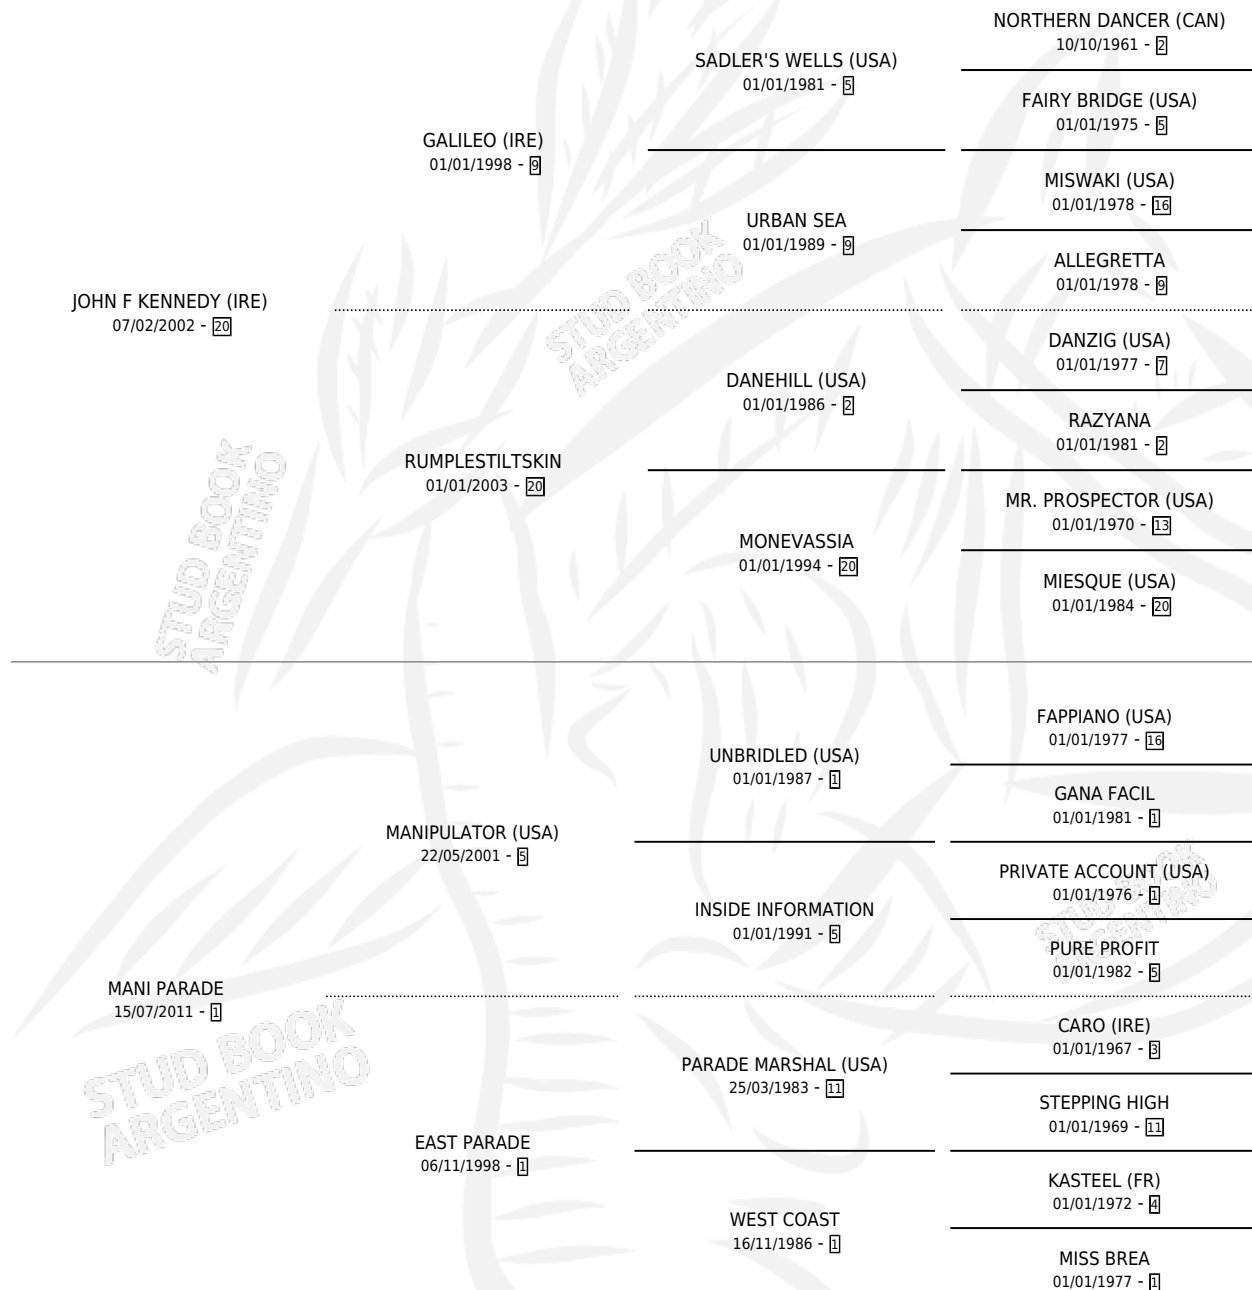 NORTHERN DANCER (CAN)
10/10/1961 - 2
SADLER'S WELLS (USA)
01/01/1981 - 5
FAIRY BRIDGE (USA)
01/01/1975 - 5
GALILEO (IRE)
01/01/1998 - 9
MISWAKI (USA)
01/01/1978 - 16
URBAN SEA
01/01/1989 - 9
ALLEGRETTA
01/01/1978 - 9
JOHN F KENNEDY (IRE)
07/02/2002 - 20
DANZIG (USA)
01/01/1977 - 7
DANEHILL (USA)
01/01/1986 - 2
RAZYANA
01/01/1981 - 2
RUMPLESTILTSKIN
01/01/2003 - 20
MR. PROSPECTOR (USA)
01/01/1970 - 13
MONEVASSIA
01/01/1994 - 20
MIESQUE (USA)
01/01/1984 - 20
FAPPIANO (USA)
01/01/1977 - 16
UNBRIDLED (USA)
01/01/1987 - 1
GANA FACIL
01/01/1981 - 1
MANIPULATOR (USA)
22/05/2001 - 5
PRIVATE ACCOUNT (USA)
01/01/1976 - 1
INSIDE INFORMATION
01/01/1991 - 5
PURE PROFIT
01/01/1982 - 5
MANI PARADE
15/07/2011 - 1
CARO (IRE)
01/01/1967 - 3
PARADE MARSHAL (USA)
25/03/1983 - 11
STEPPING HIGH
01/01/1969 - 11
EAST PARADE
06/11/1998 - 1
KASTEEL (FR)
01/01/1972 - 4
WEST COAST
16/11/1986 - 1
MISS BREA
01/01/1977 - 1
STUD BOOK
ARGENTINO
STUD BOOK
ARGENTINO
STUD BOOK
ARGENTINO
STUD BOOK
ARGENTINO